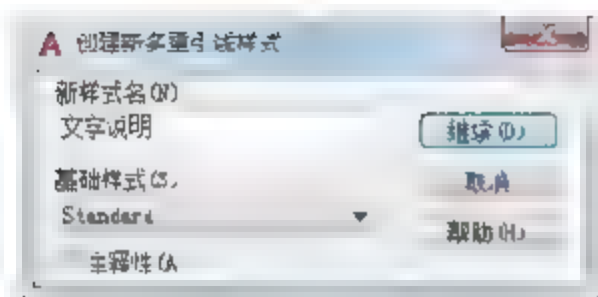 创建新多重引线样式
新样式名(N)
文字说明
继续(O)
基础样式(S)
取消
Standard
帮助(H)
注释性(A)